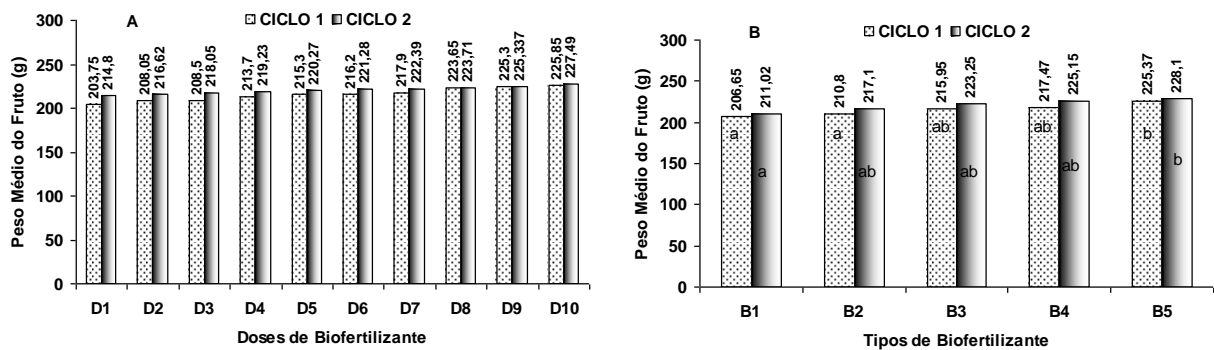 A
CICLO 1 CICLO 2
Peso Médio do Fruto (g)
300
250
200
150
100
50
0
203,75 214,8 208,05 216,62 208,5 218,05 213,7 219,23 215,3 220,27 216,2 221,28 217,9 222,39 223,65 223,71 225,3 225,337 225,85 227,49
D1 D2 D3 D4 D5 D6 D7 D8 D9 D10
Doses de Biofertilizante
B
CICLO 1 CICLO 2
Peso Médio do Fruto (g)
300
250
200
150
100
50
0
206,65 211,02 210,8 217,1 215,95 223,25 217,47 225,15 225,37 228,1
a a ab ab b
a ab ab ab b
B1 B2 B3 B4 B5
Tipos de Biofertilizante